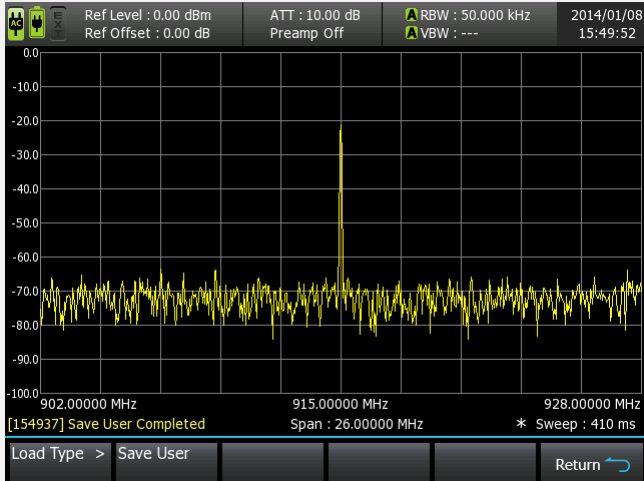 AC EXT Ref Level : 0.00 dBm ATT : 10.00 dB A RBW : 50.000 kHz 2014/01/08
Ref Offset : 0.00 dB Preamp Off A VBW : --- 15:49:52
0.0
-10.0
-20.0
-30.0
-40.0
-50.0
-60.0
-70.0
-80.0
-90.0
-100.0
902.00000 MHz 915.00000 MHz 928.00000 MHz
[154937] Save User Completed Span : 26.00000 MHz * Sweep : 410 ms
Load Type > Save User Return